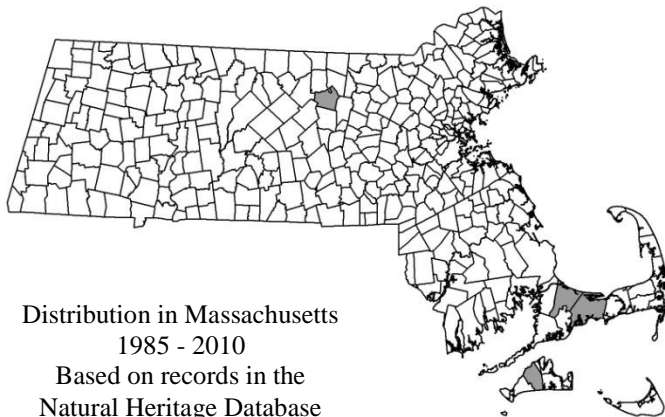 Distribution in Massachusetts
1985 - 2010
Based on records in the
Natural Heritage Database